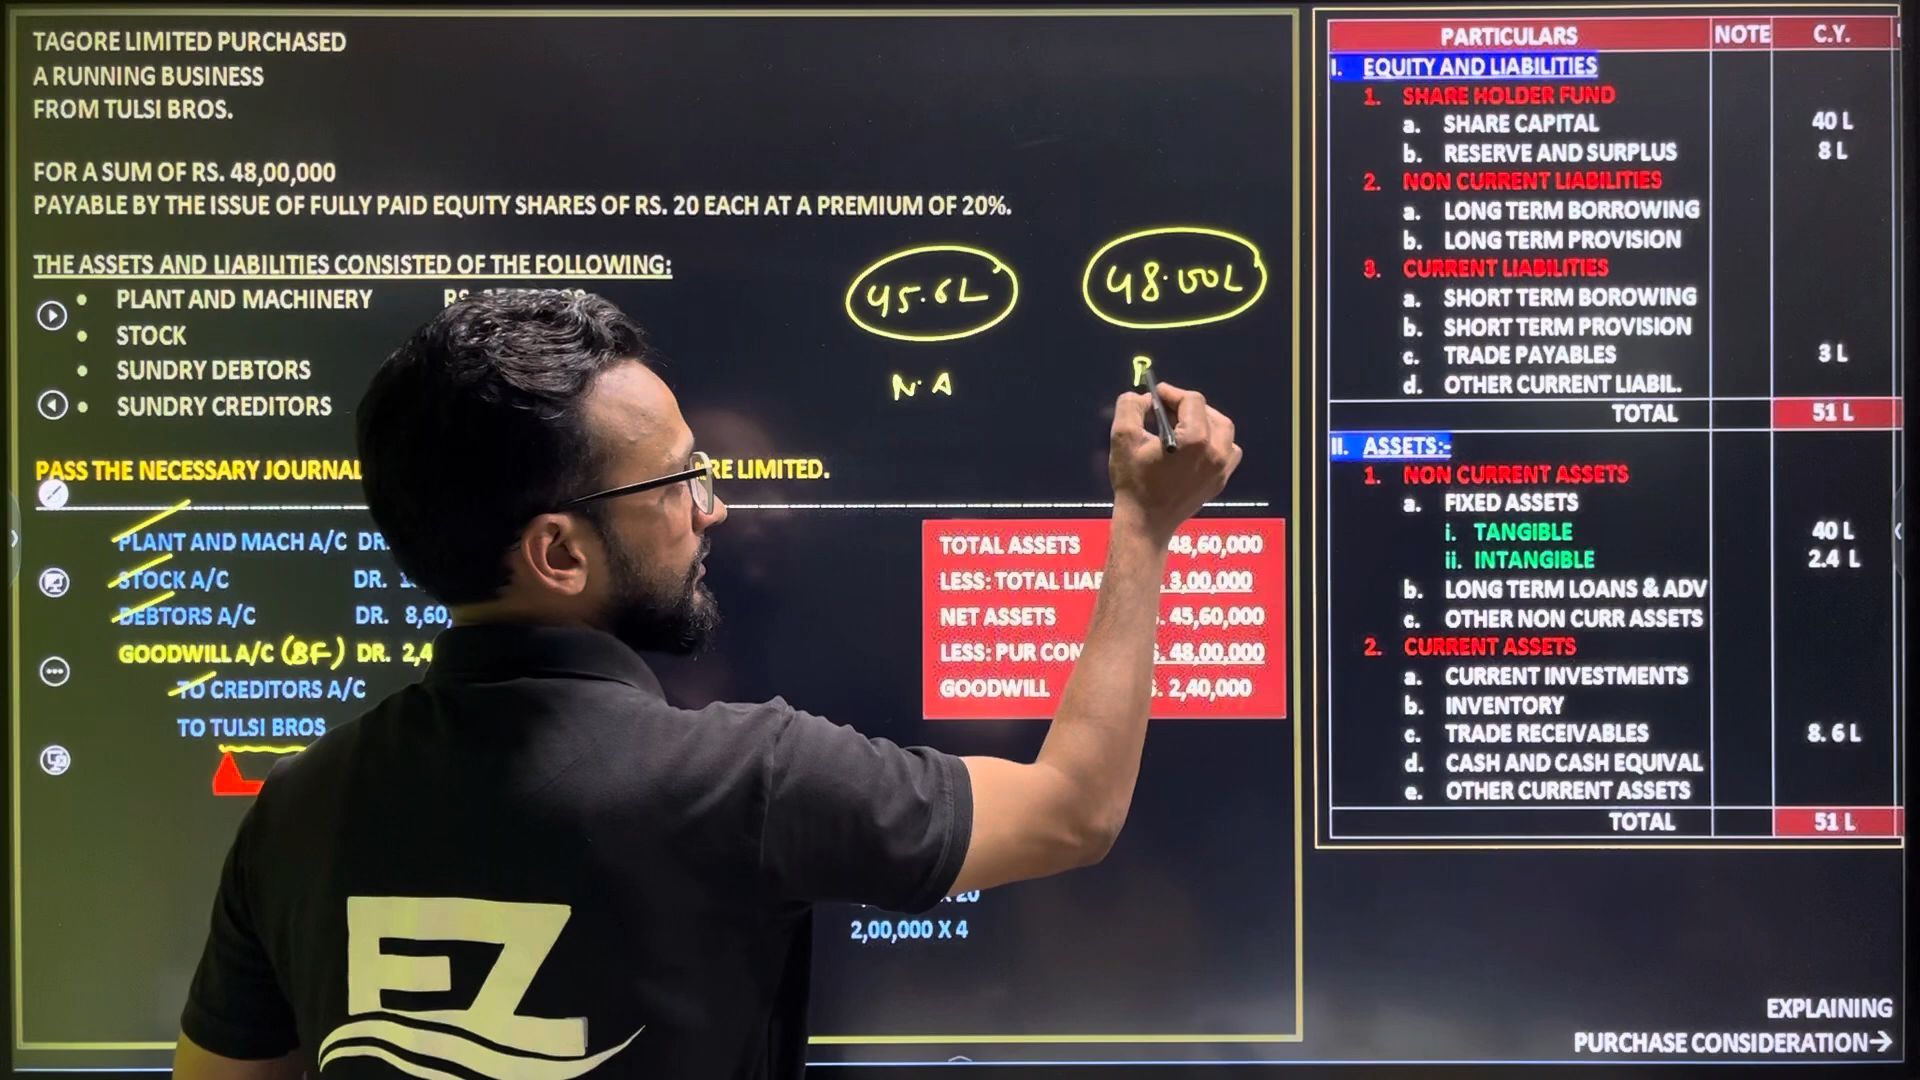 TAGORE LIMITED PURCHASED
A RUNNING BUSINESS
FROM TULSI BROS.
FOR A SUM OF RS. 48,00,000
PAYABLE BY THE ISSUE OF FULLY PAID EQUITY SHARES OF RS. 20 EACH AT A PREMIUM OF 20%.
THE ASSETS AND LIABILITIES CONSISTED OF THE FOLLOWING:
• PLANT AND MACHINERY
• STOCK
• SUNDRY DEBTORS
• SUNDRY CREDITORS
45.6L
48.00L
N.A
PASS THE NECESSARY JOURNAL LIMITED.
PLANT AND MACH A/C DR.
STOCK A/C DR.
DEBTORS A/C DR. 8,60,
GOODWILL A/C (BF) DR. 2,4
TO CREDITORS A/C
TO TULSI BROS
TOTAL ASSETS 48,60,000
LESS: TOTAL 3,00,000
NET ASSETS 45,60,000
LESS: PUR CON 48,00,000
GOODWILL 2,40,000
X 20
2,00,000 X 4
EZ
PARTICULARS NOTE C.Y.
I. EQUITY AND LIABILITIES
1. SHARE HOLDER FUND
a. SHARE CAPITAL 40 L
b. RESERVE AND SURPLUS 8 L
2. NON CURRENT LIABILITIES
a. LONG TERM BORROWING
b. LONG TERM PROVISION
3. CURRENT LIABILITIES
a. SHORT TERM BOROWING
b. SHORT TERM PROVISION
c. TRADE PAYABLES 3 L
d. OTHER CURRENT LIABIL.
TOTAL 51 L
II. ASSETS:-
1. NON CURRENT ASSETS
a. FIXED ASSETS
i. TANGIBLE 40 L
ii. INTANGIBLE 2.4 L
b. LONG TERM LOANS & ADV
c. OTHER NON CURR ASSETS
2. CURRENT ASSETS
a. CURRENT INVESTMENTS
b. INVENTORY
c. TRADE RECEIVABLES 8. 6 L
d. CASH AND CASH EQUIVAL
e. OTHER CURRENT ASSETS
TOTAL 51 L
EXPLAINING
PURCHASE CONSIDERATION→